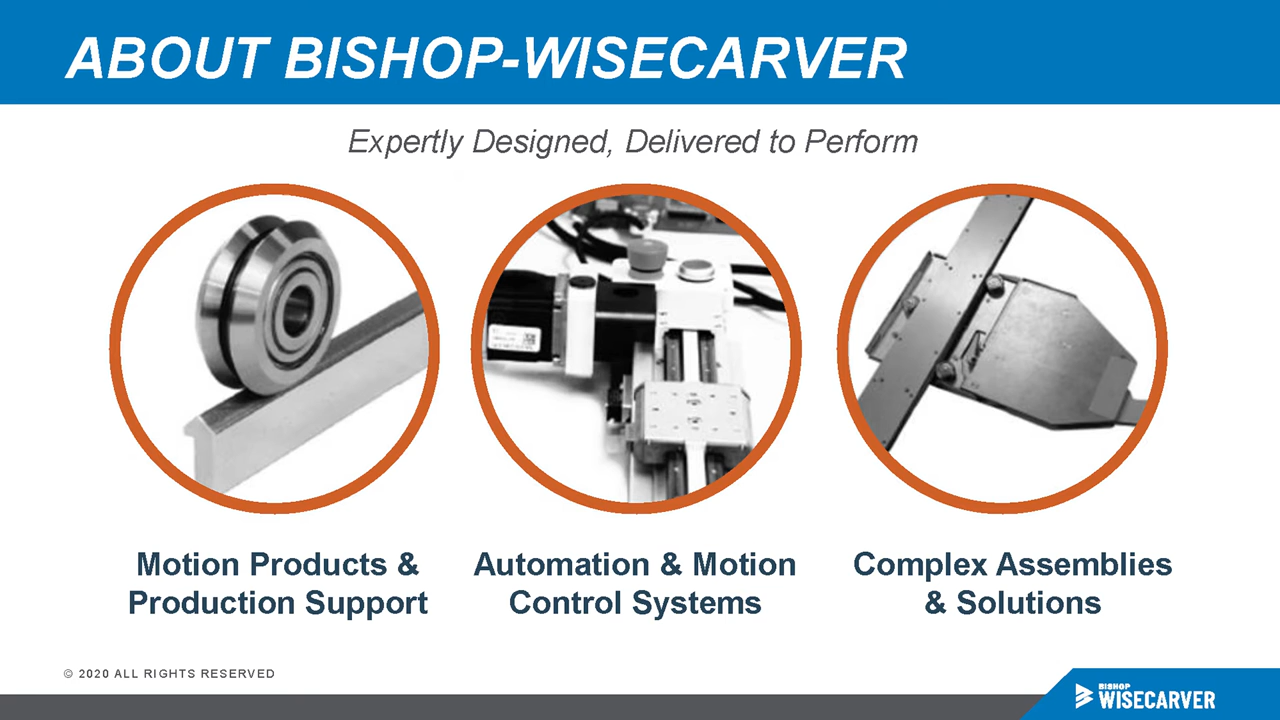 ABOUT BISHOP-WISECARVER
Expertly Designed, Delivered to Perform
Motion Products &
Production Support
Automation & Motion
Control Systems
Complex Assemblies
& Solutions
© 2020 ALL RIGHTS RESERVED
BISHOP
WISECARVER